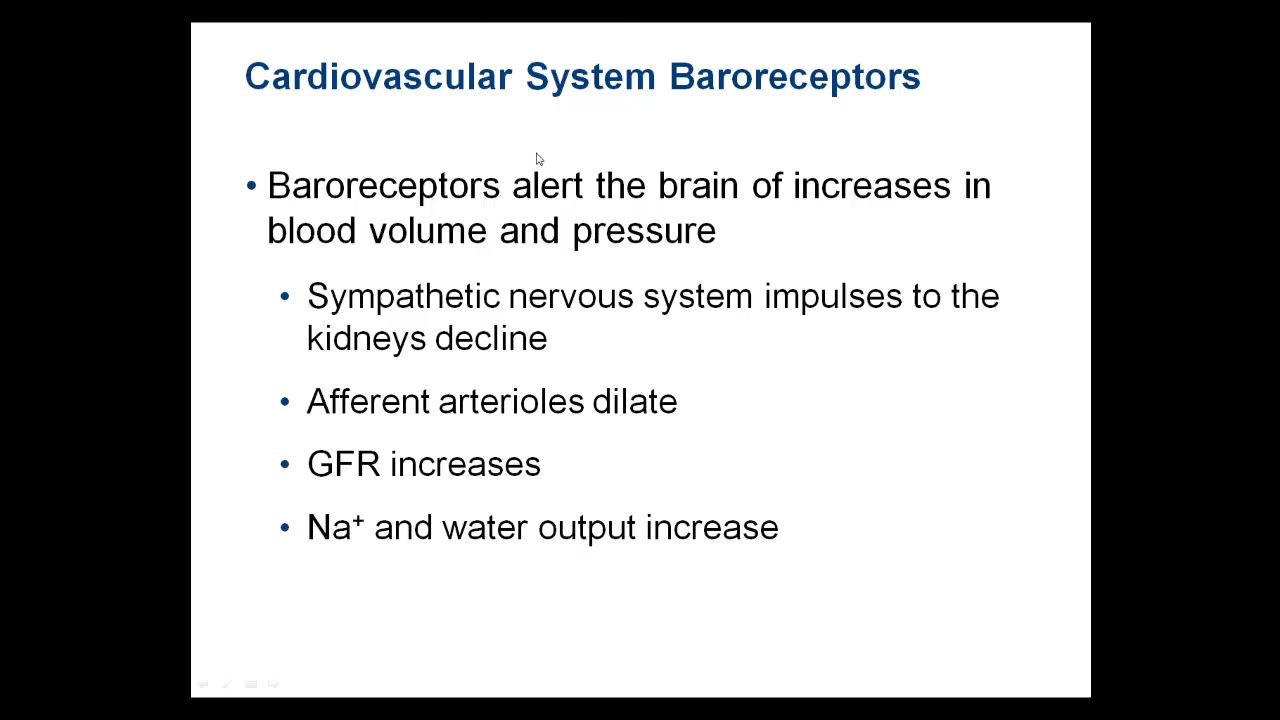 Cardiovascular System Baroreceptors
• Baroreceptors alert the brain of increases in
blood volume and pressure
• Sympathetic nervous system impulses to the
kidneys decline
• Afferent arterioles dilate
• GFR increases
• Na⁺ and water output increase